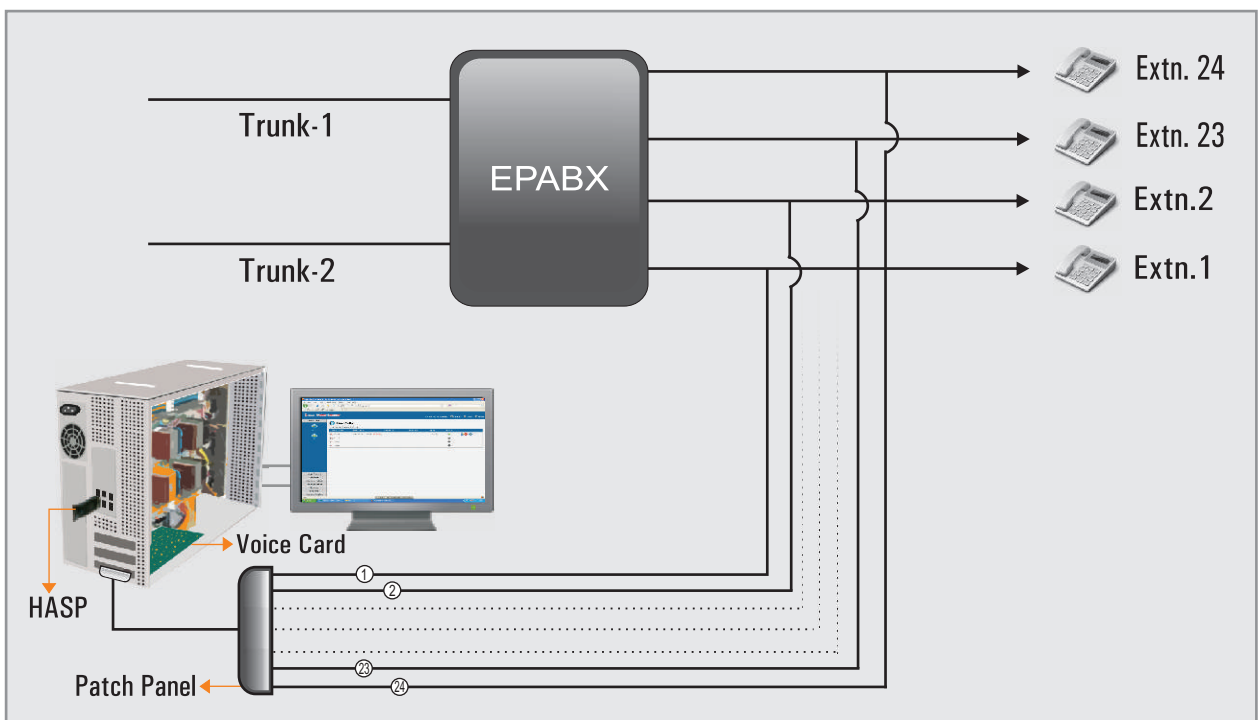 Trunk-1
Trunk-2
EPABX
Extn. 24
Extn. 23
Extn.2
Extn.1
Voice Card
HASP
Patch Panel
1
2
23
24